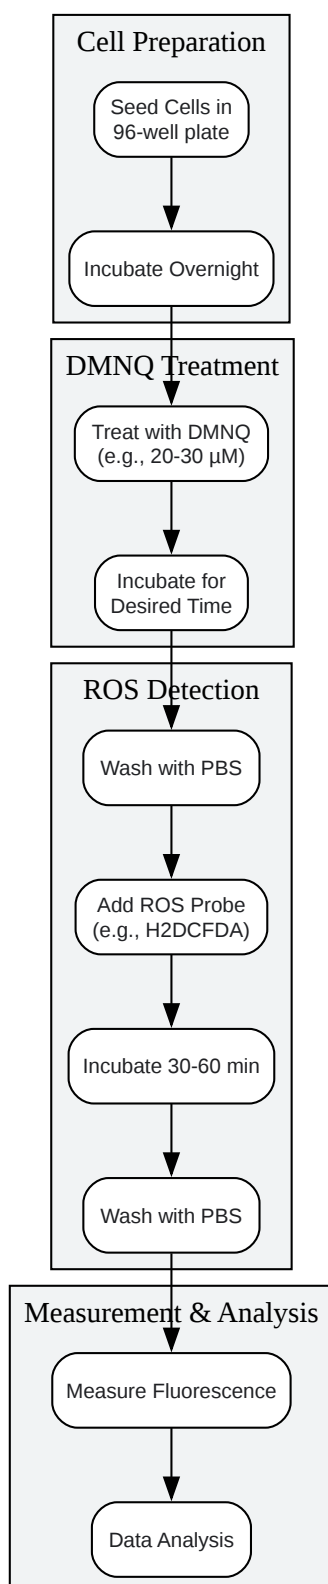 Cell Preparation
Seed Cells in
96-well plate
Incubate Overnight
DMNQ Treatment
Treat with DMNQ
(e.g., 20-30 µM)
Incubate for
Desired Time
ROS Detection
Wash with PBS
Add ROS Probe
(e.g., H2DCFDA)
Incubate 30-60 min
Wash with PBS
Measurement & Analysis
Measure Fluorescence
Data Analysis